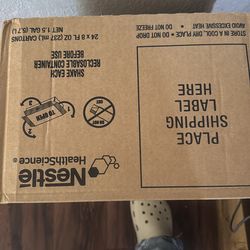 PLACE
SHIPPING
LABEL
HERE
Nestlé
HealthScience®
TO OPEN
DO NOT
SHAKE EACH
RECLOSABLE CONTAINER
BEFORE USE
STORE IN A COOL, DRY PLACE • DO NOT DROP
AVOID EXCESSIVE HEAT • DO NOT FREEZE
24 8 FL OZ (237 mL) CARTONS
NET 1.5 GAL (5.7 L)